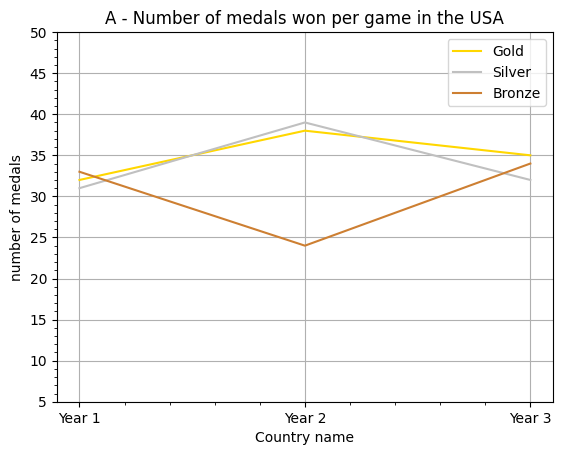 A - Number of medals won per game in the USA
50
45
40
35
30
25
20
15
10
5
number of medals
Gold
Silver
Bronze
Year 1
Year 2
Year 3
Country name